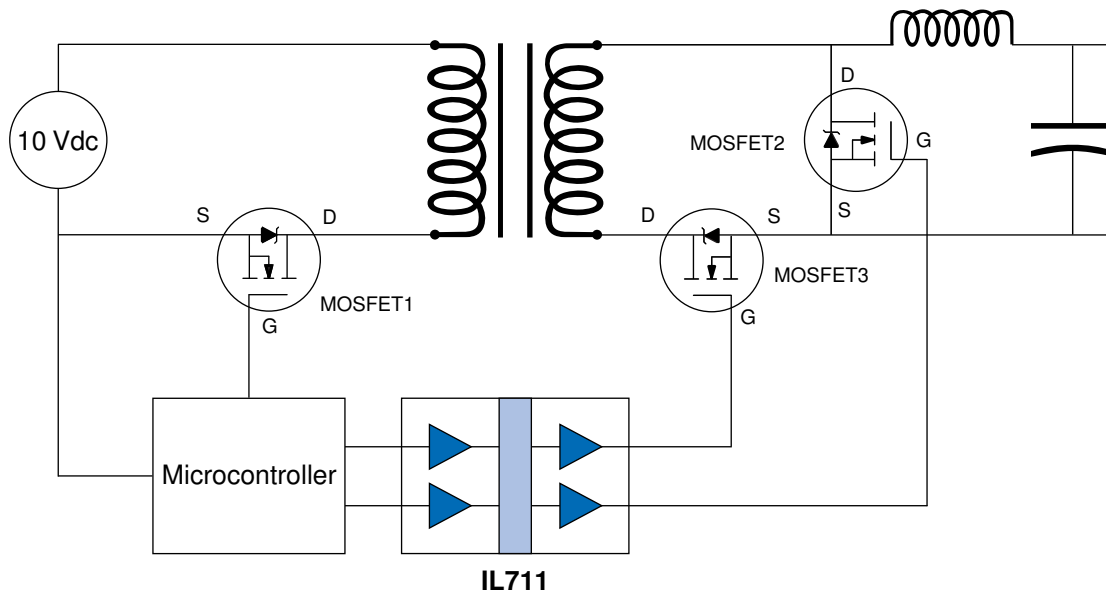 10 Vdc
D
MOSFET2
G
S
S
D
MOSFET1
G
D
S
MOSFET3
G
Microcontroller
IL711